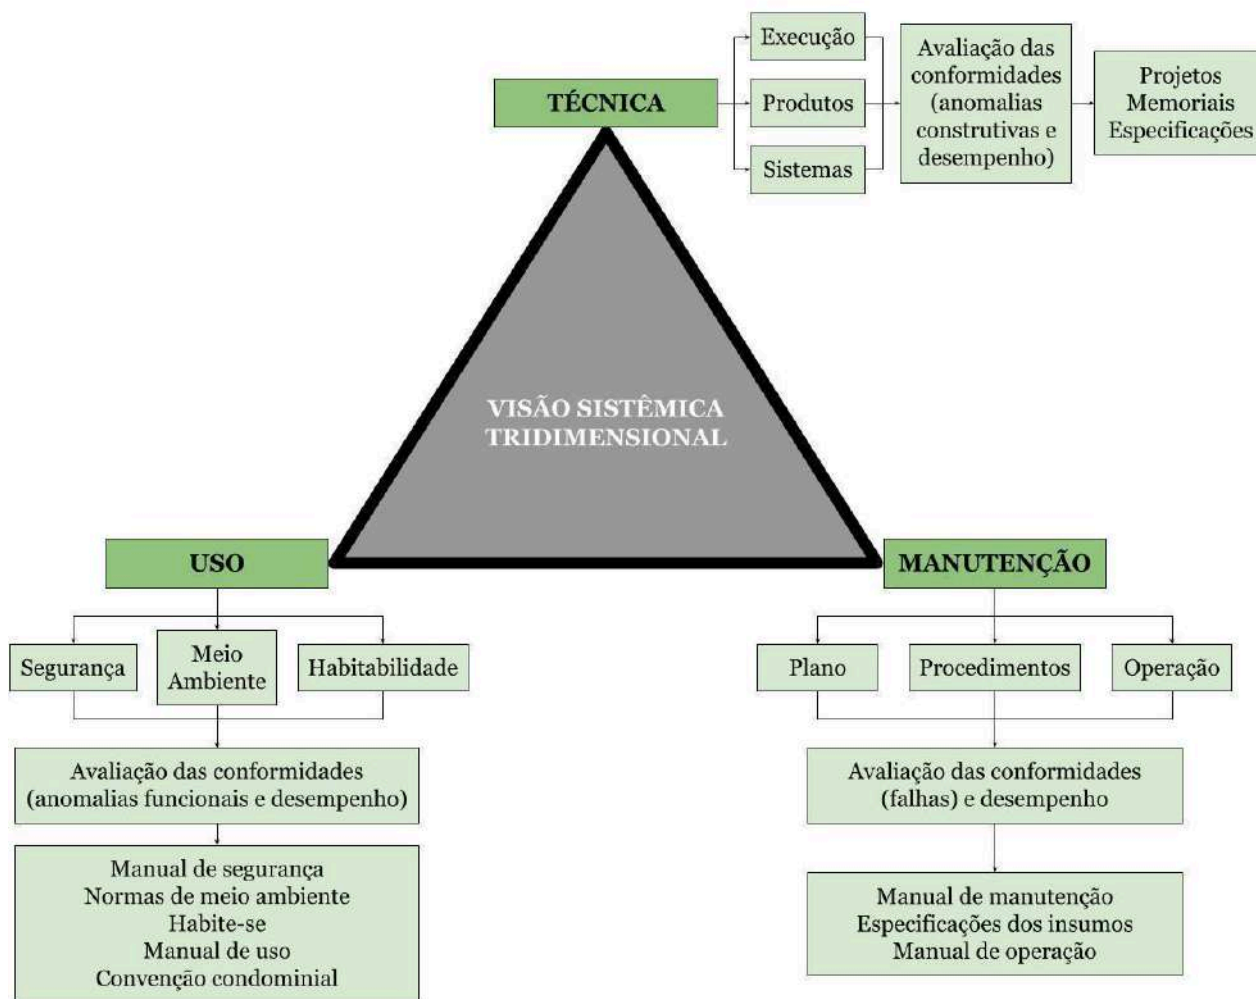 TÉCNICA
Execução
Produtos
Sistemas
Avaliação das
conformidades
(anomalias
construtivas e
desempenho)
Projetos
Memoriais
Especificações
VISÃO SISTÊMICA
TRIDIMENSIONAL
USO
Segurança
Meio
Ambiente
Habitabilidade
Avaliação das conformidades
(anomalias funcionais e desempenho)
Manual de segurança
Normas de meio ambiente
Habite-se
Manual de uso
Convenção condominial
MANUTENÇÃO
Plano
Procedimentos
Operação
Avaliação das conformidades
(falhas) e desempenho
Manual de manutenção
Especificações dos insumos
Manual de operação